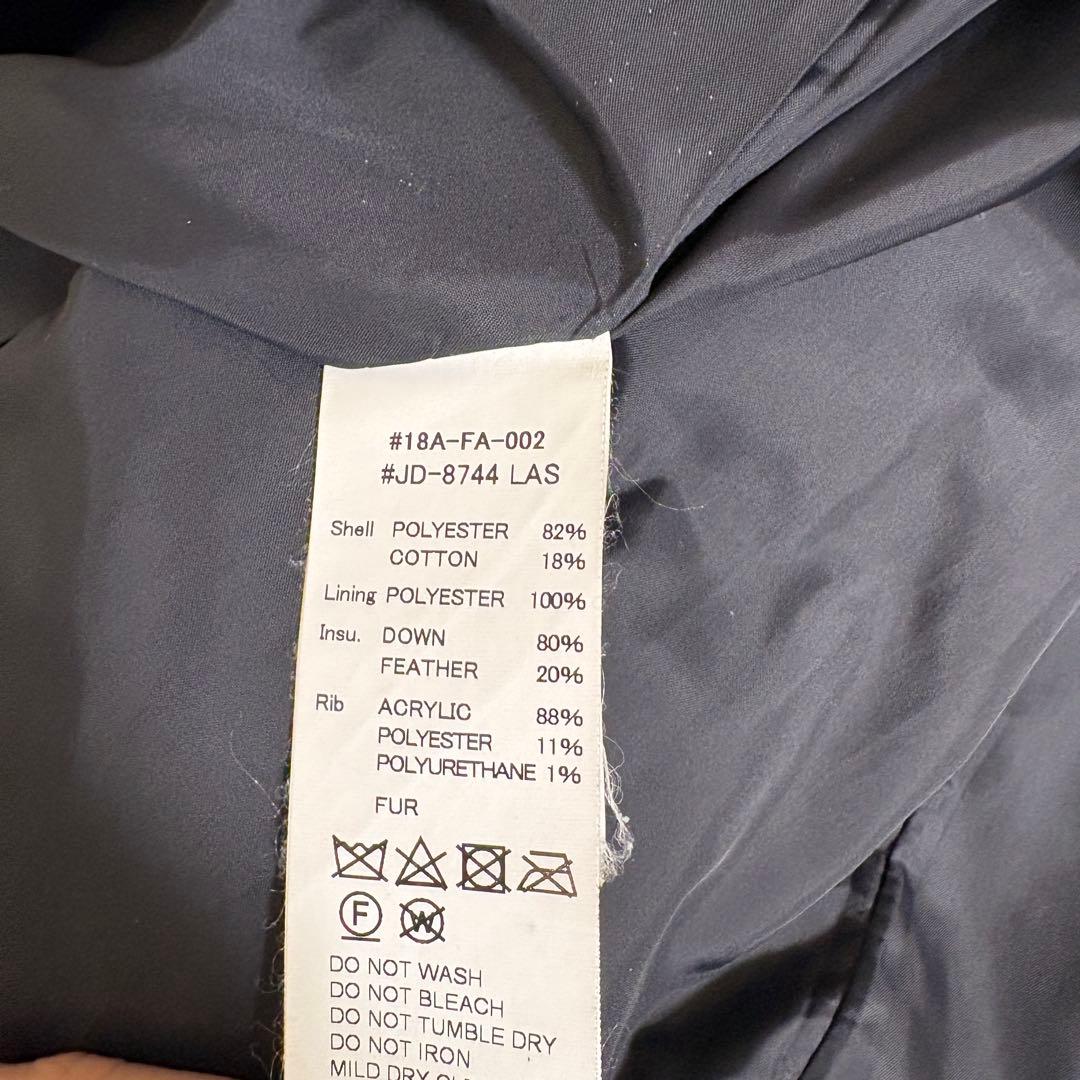 #18A-FA-002
#JD-8744 LAS
Shell POLYESTER 82%
COTTON 18%
Lining POLYESTER 100%
Insu. DOWN 80%
FEATHER 20%
Rib ACRYLIC 88%
POLYESTER 11%
POLYURETHANE 1%
FUR
F W
DO NOT WASH
DO NOT BLEACH
DO NOT TUMBLE DRY
DO NOT IRON
MILD DRY